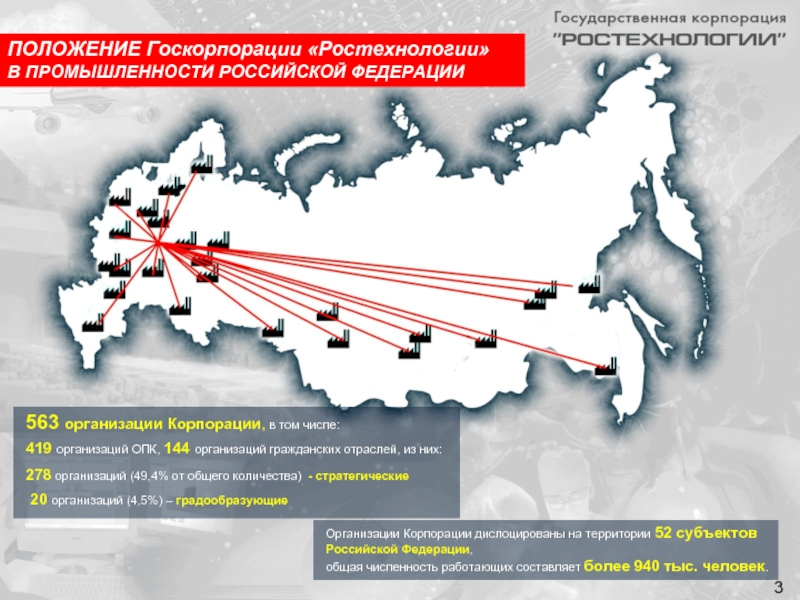 Государственная корпорация
"РОСТЕХНОЛОГИИ"
ПОЛОЖЕНИЕ Госкорпорации «Ростехнологии»
В ПРОМЫШЛЕННОСТИ РОССИЙСКОЙ ФЕДЕРАЦИИ
563 организации Корпорации, в том числе:
419 организаций ОПК, 144 организаций гражданских отраслей, из них:
278 организаций (49,4% от общего количества) - стратегические
20 организаций (4,5%) – градообразующие
Организации Корпорации дислоцированы на территории 52 субъектов
Российской Федерации,
общая численность работающих составляет более 940 тыс. человек.
3